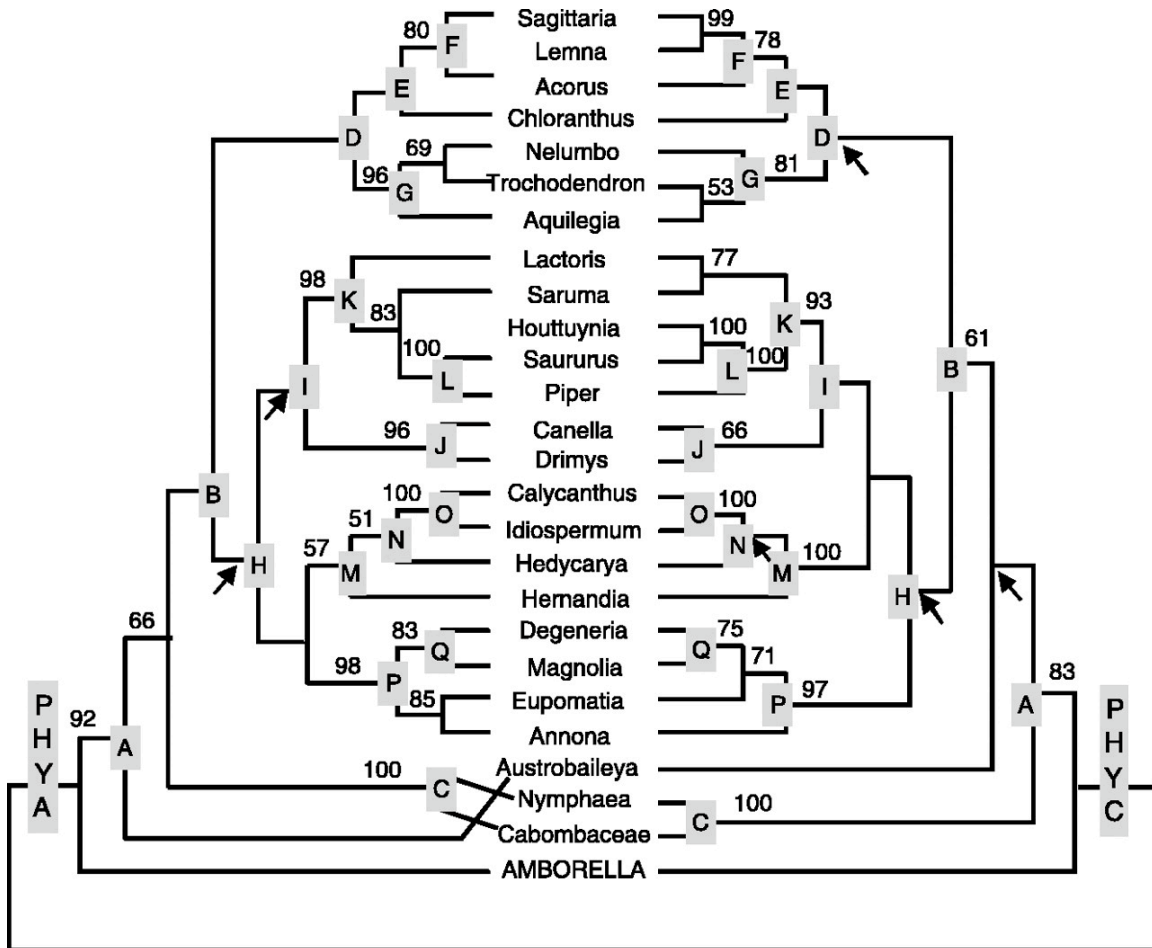 Sagittaria 99
80 F Lemna F 78
E Acorus E
Chloranthus
D Nelumbo D
69 Trochodendron G 81
96 G 53
Aquilegia
Lactoris 77
98 K Saruma K 93
83 Houttuynia 100
100 L Saururus L 100 B 61
I Piper I
Canella
96 J Drimys J 66
B Calycanthus O 100
100 O Idiospermum
51 N Hedycarya N
H 57 M Hernandia M 100 H
66 83 Q Degeneria Q 75
98 P Magnolia 71
85 Eupomatia P 97
Annona A 83
PHYA 92 A Austrobaileya PHYC
100 C Nymphaea C 100
Cabombaceae
AMBORELLA